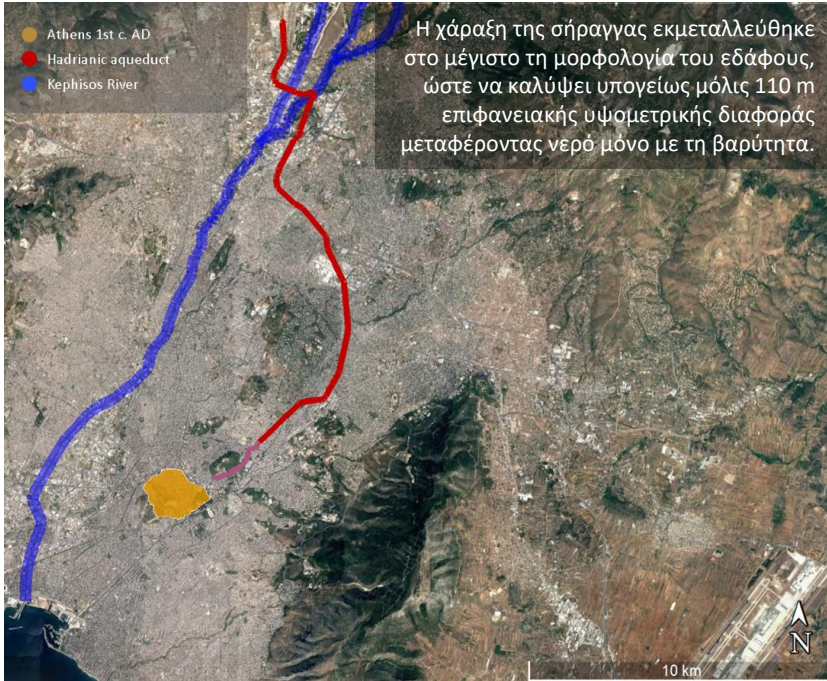 Athens 1st c. AD
Hadrianic aqueduct
Kephisos River
Η χάραξη της σήραγγας εκμεταλλεύθηκε
στο μέγιστο τη μορφολογία του εδάφους,
ώστε να καλύψει υπογείως μόλις 110 m
επιφανειακής υψομετρικής διαφοράς
μεταφέροντας νερό μόνο με τη βαρύτητα.
N
10 km